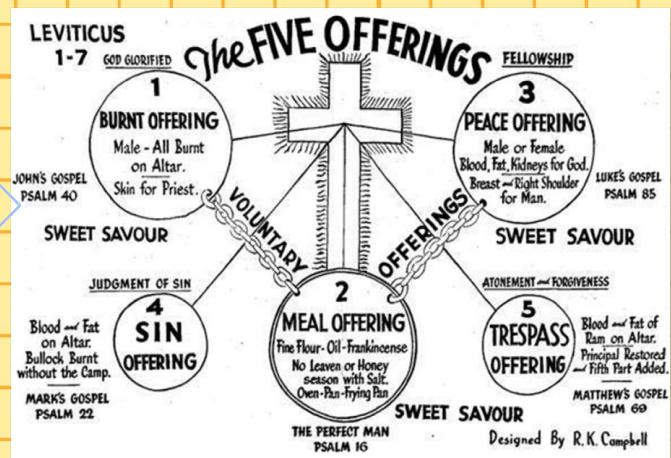 LEVITICUS
1-7
The FIVE OFFERINGS
GOD GLORIFIED
1
BURNT OFFERING
Male - All Burnt
on Altar.
Skin for Priest.
JOHN'S GOSPEL
PSALM 40
SWEET SAVOUR
FELLOWSHIP
3
PEACE OFFERING
Male or Female
Blood, Fat, Kidneys for God.
Breast and Right Shoulder
for Man.
LUKE'S GOSPEL
PSALM 85
SWEET SAVOUR
VOLUNTARY
OFFERINGS
JUDGMENT OF SIN
4
SIN
OFFERING
Blood and Fat
on Altar.
Bullock Burnt
without the Camp.
MARK'S GOSPEL
PSALM 22
2
MEAL OFFERING
Fine Flour - Oil - Frankincense
No Leaven or Honey
season with Salt.
Oven - Pan - Frying Pan
SWEET SAVOUR
THE PERFECT MAN
PSALM 16
ATONEMENT and FORGIVENESS
5
TRESPASS
OFFERING
Blood and Fat of
Ram on Altar.
Principal Restored
and Fifth Part Added.
MATTHEW'S GOSPEL
PSALM 69
Designed By R.K. Campbell